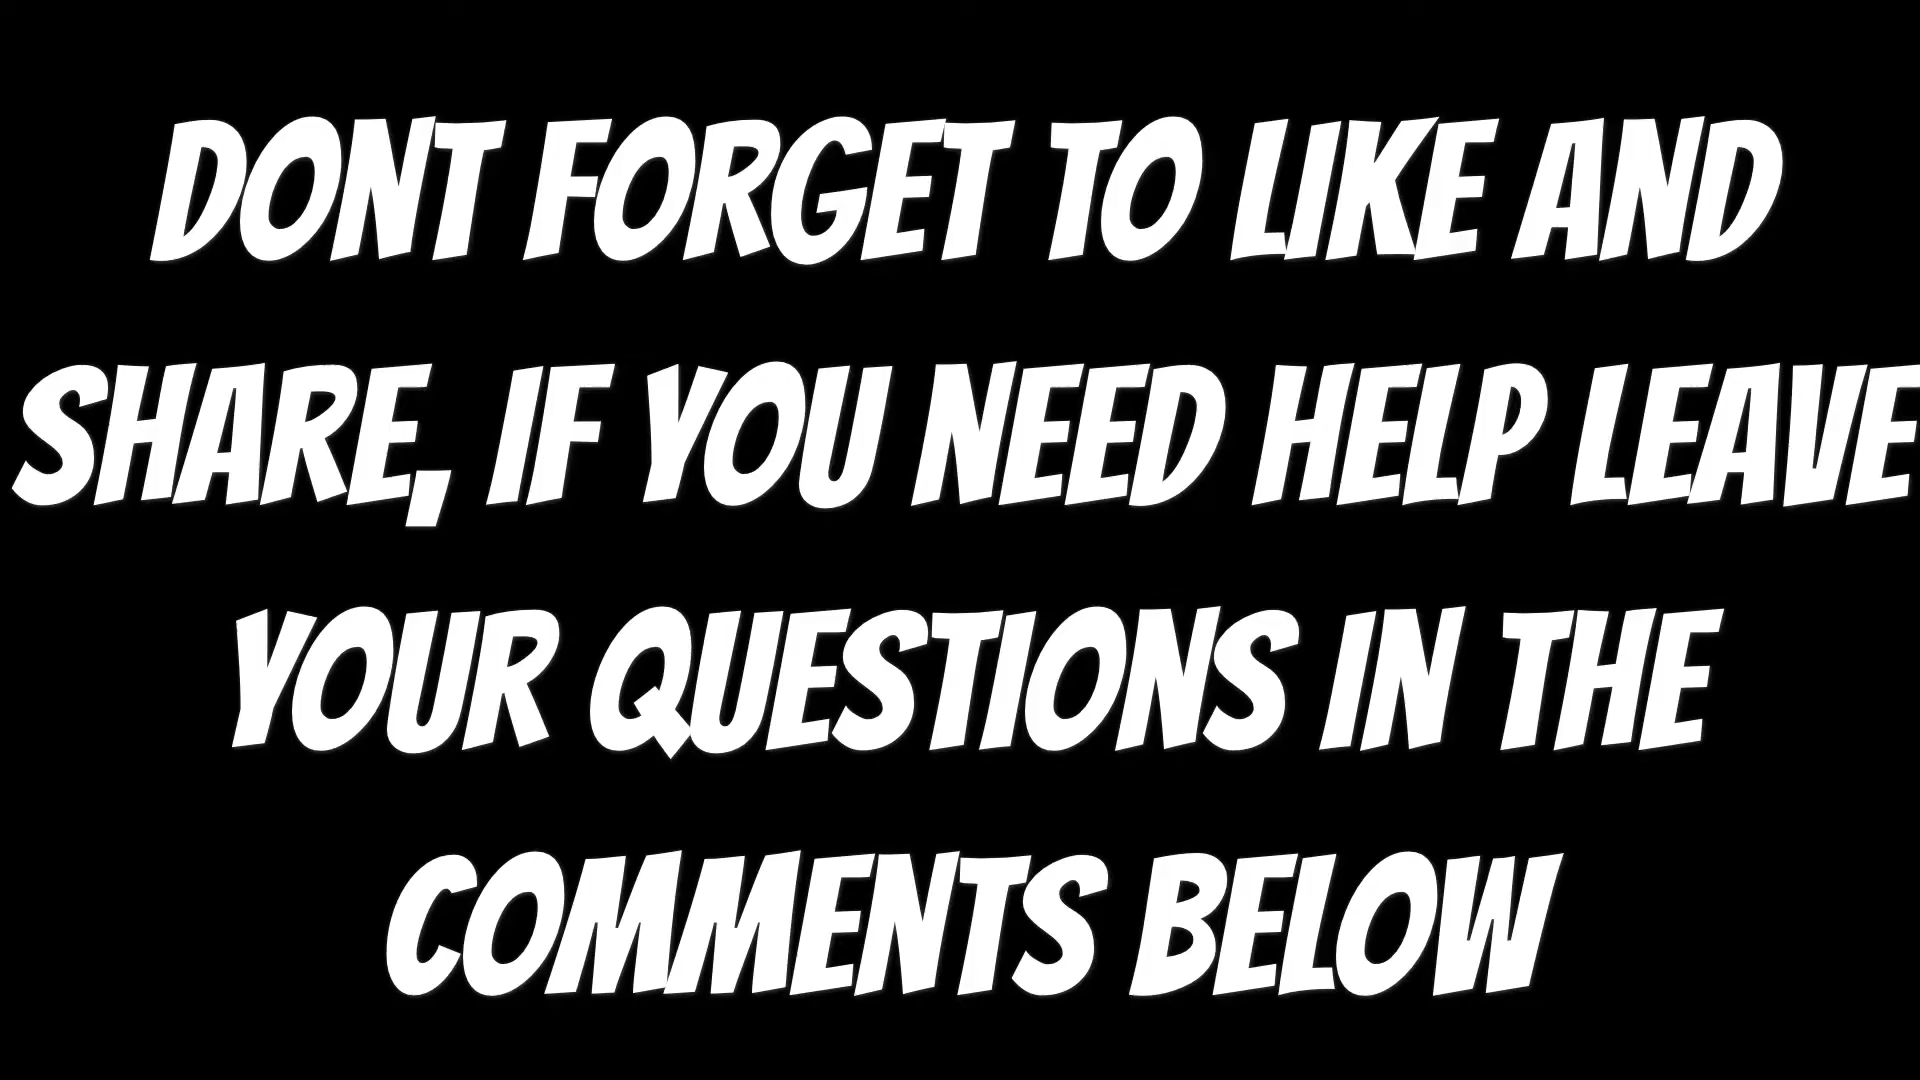 DONT FORGET TO LIKE AND
SHARE, IF YOU NEED HELP LEAVE
YOUR QUESTIONS IN THE
COMMENTS BELOW